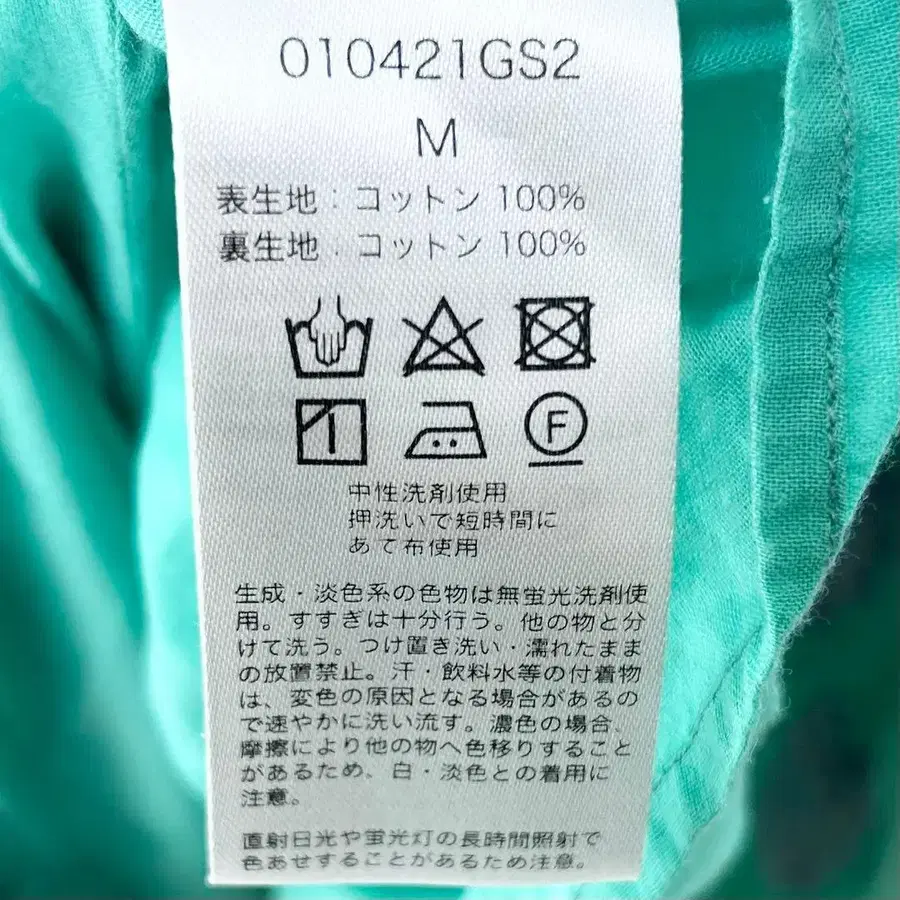 010421GS2
M
表生地：コットン 100%
裏生地：コットン 100%
F
中性洗剤使用
押洗いで短時間に
あて布使用
生成・淡色系の色物は無蛍光洗剤使
用。すすぎは十分行う。他の物と分
けて洗う。つけ置き洗い・濡れたまま
の放置禁止。汗・飲料水等の付着物
は、変色の原因となる場合があるの
で速やかに洗い流す。濃色の場合、
摩擦により他の物へ色移りすること
があるため、白・淡色との着用に
注意。
直射日光や蛍光灯の長時間照射で
色あせすることがあるため注意。